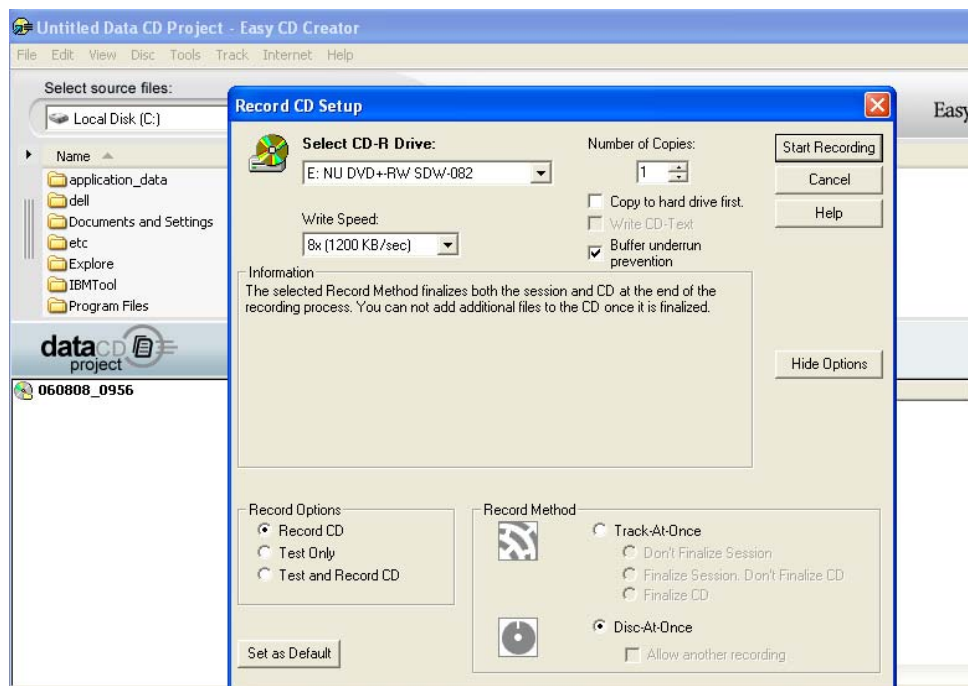 Untitled Data CD Project - Easy CD Creator
File Edit View Disc Tools Track Internet Help
Select source files:
Local Disk (C:)
Name
application_data
dell
Documents and Settings
etc
Explore
IBMTool
Program Files
datacd
project
060808_0956
Easy
Record CD Setup
Select CD-R Drive:
E: NU DVD+-RW SDW-082
Write Speed:
8x (1200 KB/sec)
Number of Copies:
1
Copy to hard drive first.
Write CD-Text
Buffer underrun
prevention
Start Recording
Cancel
Help
Information
The selected Record Method finalizes both the session and CD at the end of the
recording process. You can not add additional files to the CD once it is finalized.
Hide Options
Record Options
Record CD
Test Only
Test and Record CD
Set as Default
Record Method
Track-At-Once
Don't Finalize Session
Finalize Session. Don't Finalize CD
Finalize CD
Disc-At-Once
Allow another recording